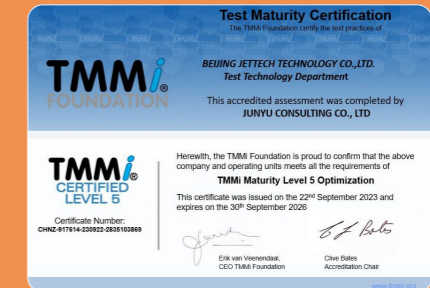 Test Maturity Certification
The TMMi Foundation certify the test practices of
TMMi®
FOUNDATION
BEIJING JETTECH TECHNOLOGY CO.,LTD.
Test Technology Department
This accredited assessment was completed by
JUNYU CONSULTING CO., LTD
TMMi®
CERTIFIED
LEVEL 5
Certificate Number:
CHNZ-917614-230922-2835103869
Herewith, the TMMi Foundation is proud to confirm that the above
company and operating units meets all the requirements of
TMMi Maturity Level 5 Optimization
This certificate was issued on the 22nd September 2023 and
expires on the 30th September 2026
Erik van Veenendaal,
CEO TMMi Foundation
Clive Bates
Accreditation Chair
www.tmmi.org